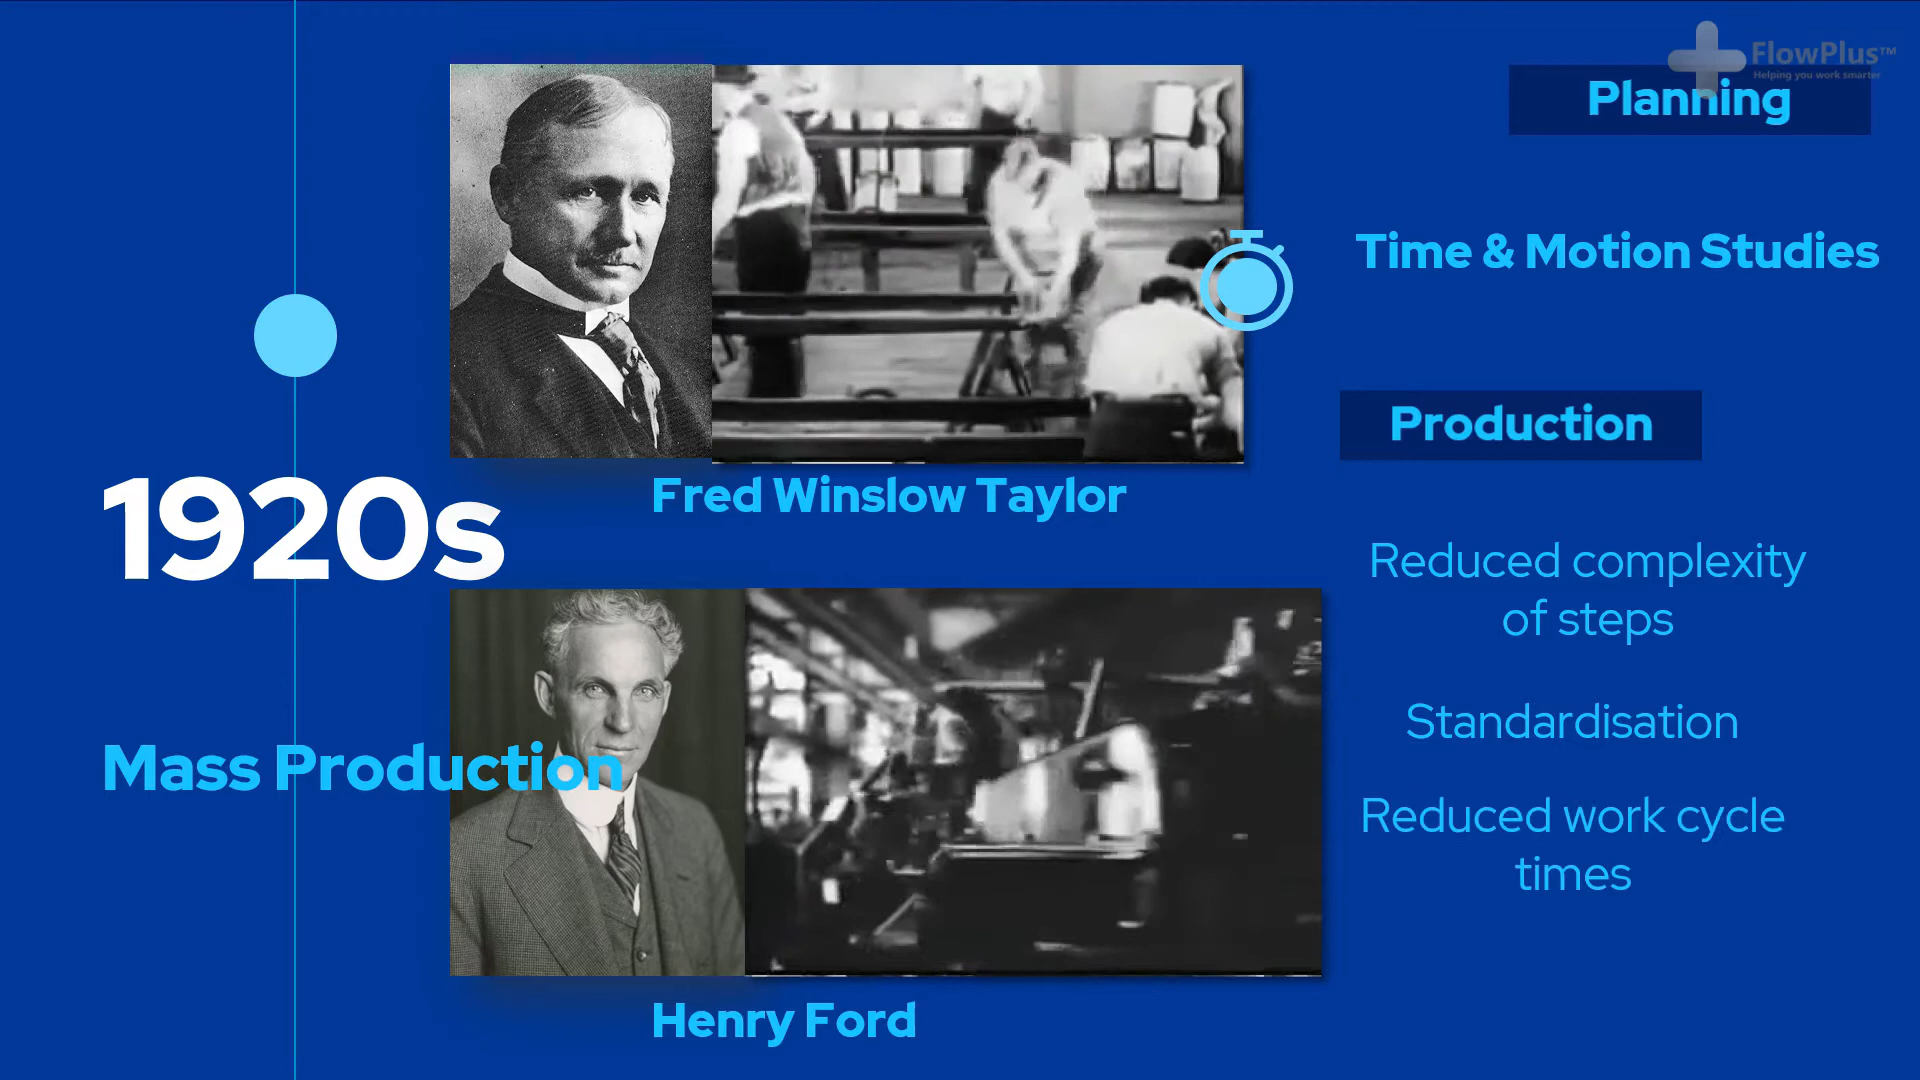 FlowPlus™
Helping you work smarter
Planning
Time & Motion Studies
Production
Fred Winslow Taylor
1920s
Reduced complexity
of steps
Standardisation
Mass Production
Reduced work cycle
times
Henry Ford